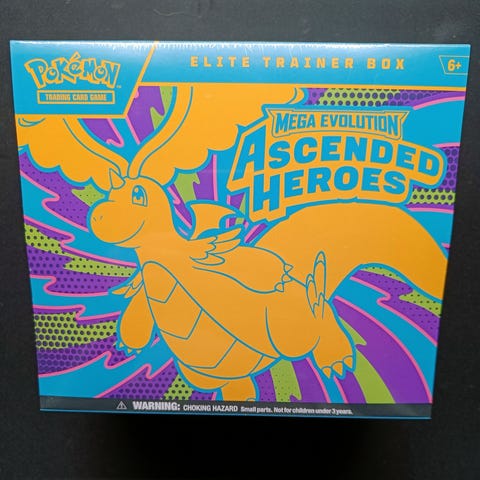 ELITE TRAINER BOX
6+
POKéMON
TRADING CARD GAME
MEGA EVOLUTION
ASCENDED
HEROES
WARNING: CHOKING HAZARD Small parts. Not for children under 3 years.